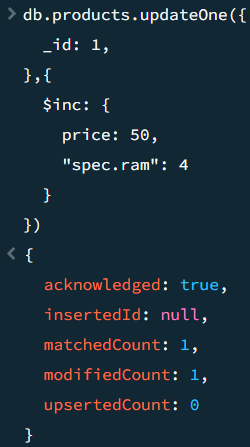 > db.products.updateOne({
_id: 1,
},{
$inc: {
price: 50,
"spec.ram": 4
}
})
< {
acknowledged: true,
insertedId: null,
matchedCount: 1,
modifiedCount: 1,
upsertedCount: 0
}